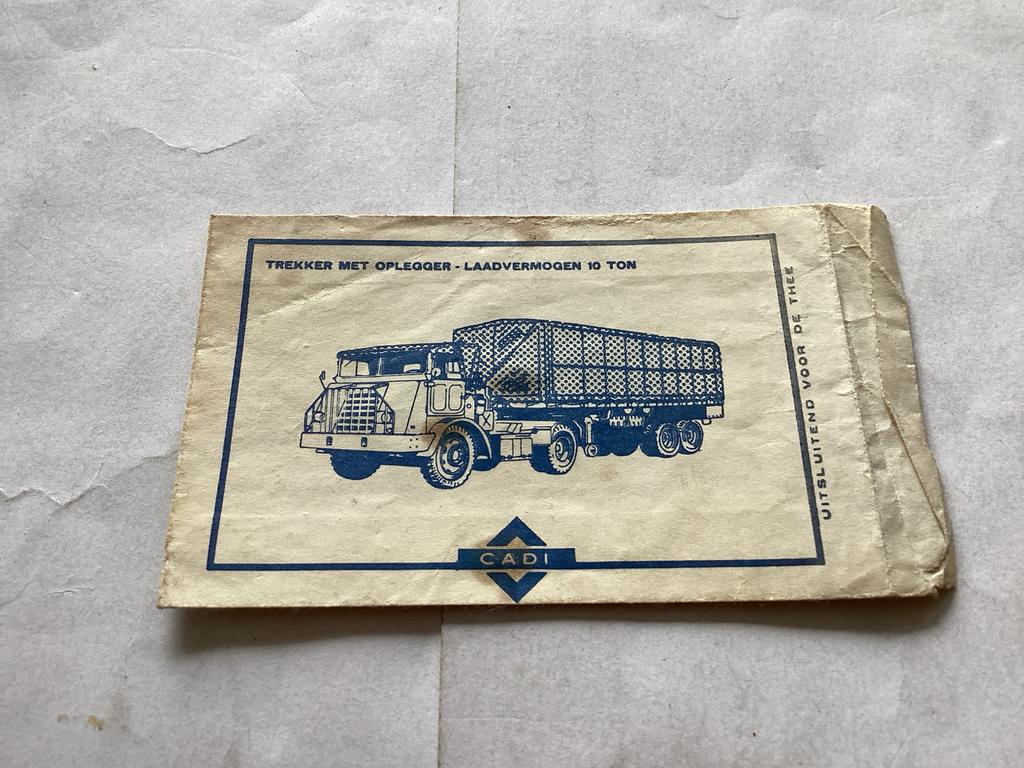 TREKKER MET OPLEGGER - LAADVERMOGEN 10 TON
UITSLUITEND VOOR DE THEE
CADI